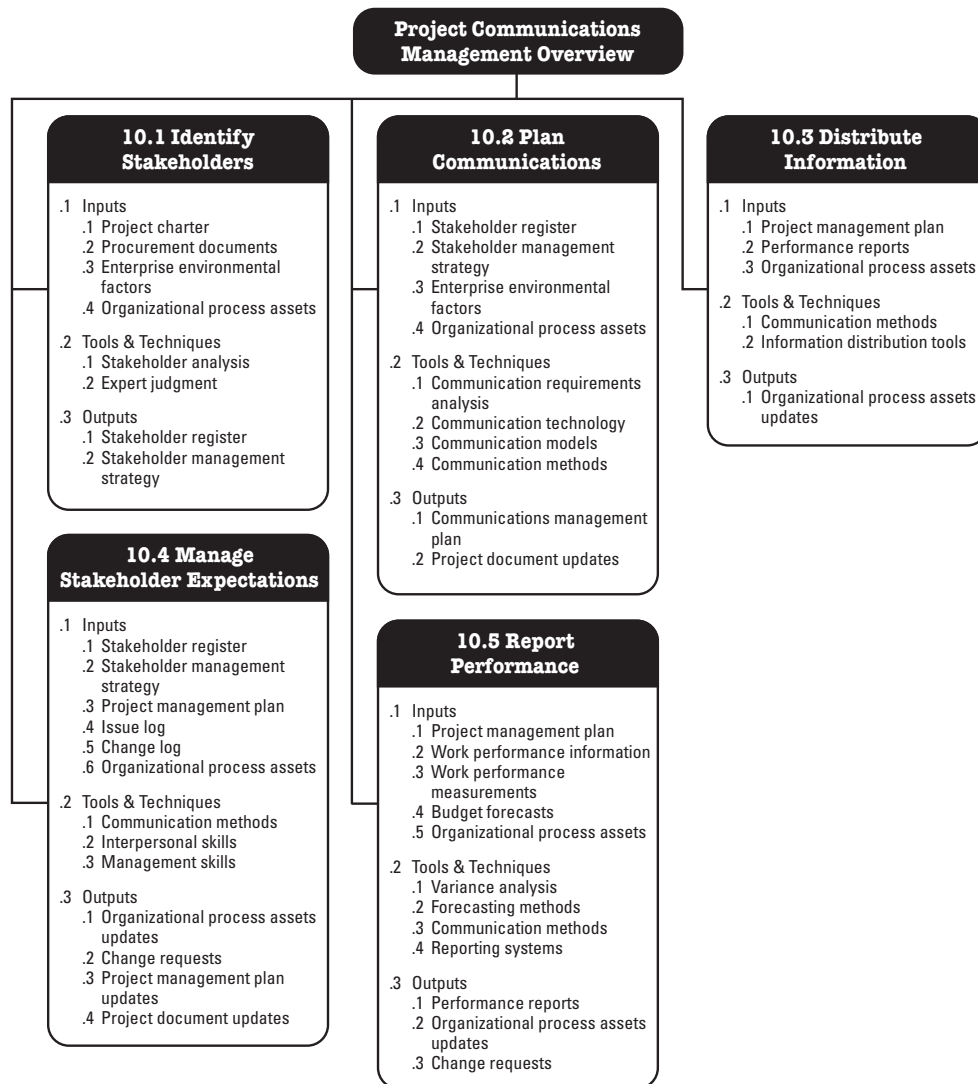 Project Communications
Management Overview
10.1 Identify
Stakeholders
.1 Inputs
.1 Project charter
.2 Procurement documents
.3 Enterprise environmental
factors
.4 Organizational process assets
.2 Tools & Techniques
.1 Stakeholder analysis
.2 Expert judgment
.3 Outputs
.1 Stakeholder register
.2 Stakeholder management
strategy
10.2 Plan
Communications
.1 Inputs
.1 Stakeholder register
.2 Stakeholder management
strategy
.3 Enterprise environmental
factors
.4 Organizational process assets
.2 Tools & Techniques
.1 Communication requirements
analysis
.2 Communication technology
.3 Communication models
.4 Communication methods
.3 Outputs
.1 Communications management
plan
.2 Project document updates
10.3 Distribute
Information
.1 Inputs
.1 Project management plan
.2 Performance reports
.3 Organizational process assets
.2 Tools & Techniques
.1 Communication methods
.2 Information distribution tools
.3 Outputs
.1 Organizational process assets
updates
10.4 Manage
Stakeholder Expectations
.1 Inputs
.1 Stakeholder register
.2 Stakeholder management
strategy
.3 Project management plan
.4 Issue log
.5 Change log
.6 Organizational process assets
.2 Tools & Techniques
.1 Communication methods
.2 Interpersonal skills
.3 Management skills
.3 Outputs
.1 Organizational process assets
updates
.2 Change requests
.3 Project management plan
updates
.4 Project document updates
10.5 Report
Performance
.1 Inputs
.1 Project management plan
.2 Work performance information
.3 Work performance
measurements
.4 Budget forecasts
.5 Organizational process assets
.2 Tools & Techniques
.1 Variance analysis
.2 Forecasting methods
.3 Communication methods
.4 Reporting systems
.3 Outputs
.1 Performance reports
.2 Organizational process assets
updates
.3 Change requests